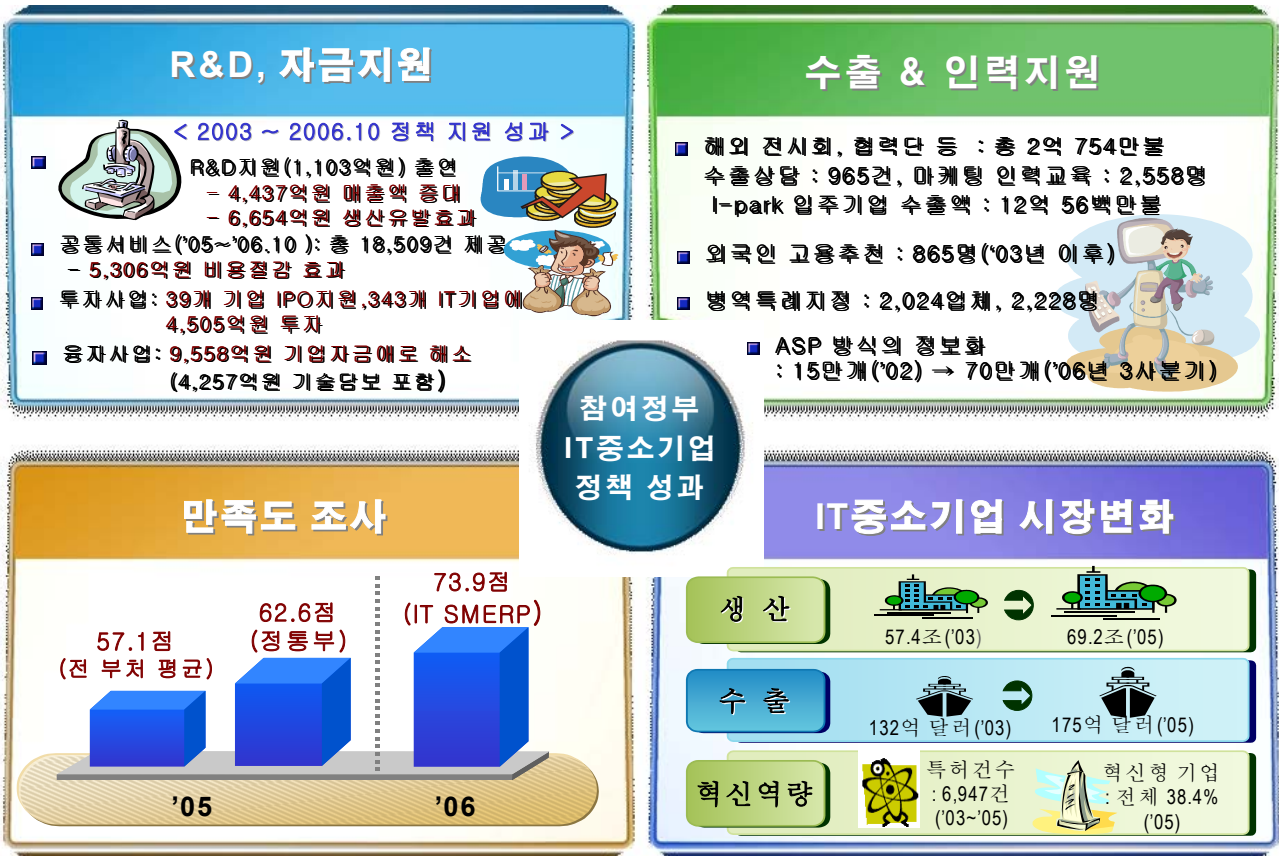 R&D, 자금지원
< 2003 ~ 2006.10 정책 지원 성과 >
R&D지원(1,103억원) 출연
- 4,437억원 매출액 증대
- 6,654억원 생산유발효과
공통서비스('05~'06.10 ): 총 18,509건 제공
- 5,306억원 비용절감 효과
투자사업: 39개 기업 IPO지원,343개 IT기업에
4,505억원 투자
융자사업: 9,558억원 기업자금애로 해소
(4,257억원 기술담보 포함)
수출 & 인력지원
해외 전시회, 협력단 등 : 총 2억 754만불
수출상담 : 965건, 마케팅 인력교육 : 2,558명
I-park 입주기업 수출액 : 12억 56백만불
외국인 고용추천 : 865명('03년 이후)
병역특례지정 : 2,024업체, 2,228명
ASP 방식의 정보화
: 15만개('02) → 70만개('06년 3사분기)
참여정부
IT중소기업
정책 성과
만족도 조사
57.1점
(전 부처 평균)
62.6점
(정통부)
73.9점
(IT SMERP)
'05
'06
IT중소기업 시장변화
생 산
57.4조('03)
69.2조('05)
수 출
132억 달러('03)
175억 달러('05)
혁신역량
특허건수
: 6,947건
('03~'05)
혁신형 기업
: 전체 38.4%
('05)